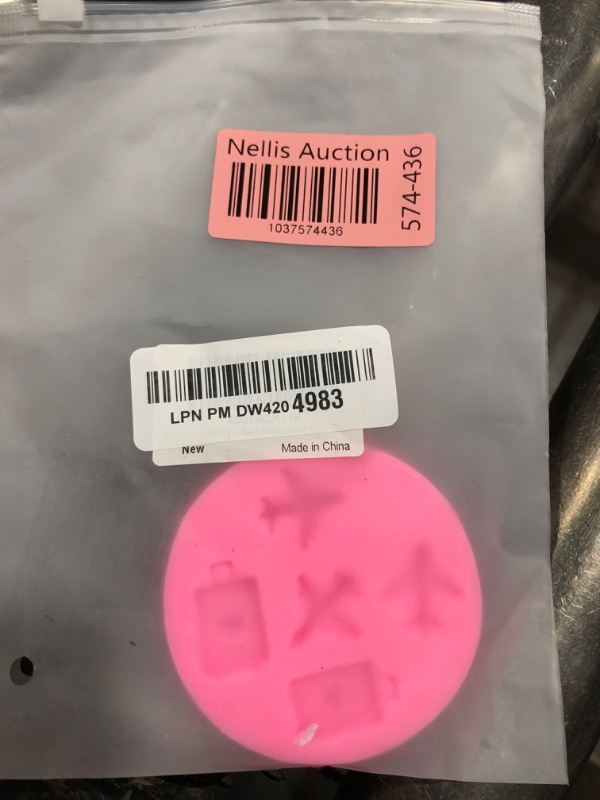 Nellis Auction
1037574436
574-436
LPN PM DW420 4983
New Made in China